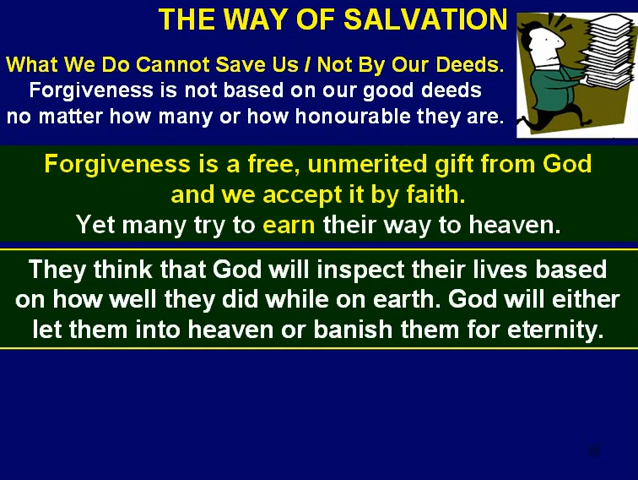 THE WAY OF SALVATION
What We Do Cannot Save Us / Not By Our Deeds.
Forgiveness is not based on our good deeds
no matter how many or how honourable they are.
Forgiveness is a free, unmerited gift from God
and we accept it by faith.
Yet many try to earn their way to heaven.
They think that God will inspect their lives based
on how well they did while on earth. God will either
let them into heaven or banish them for eternity.